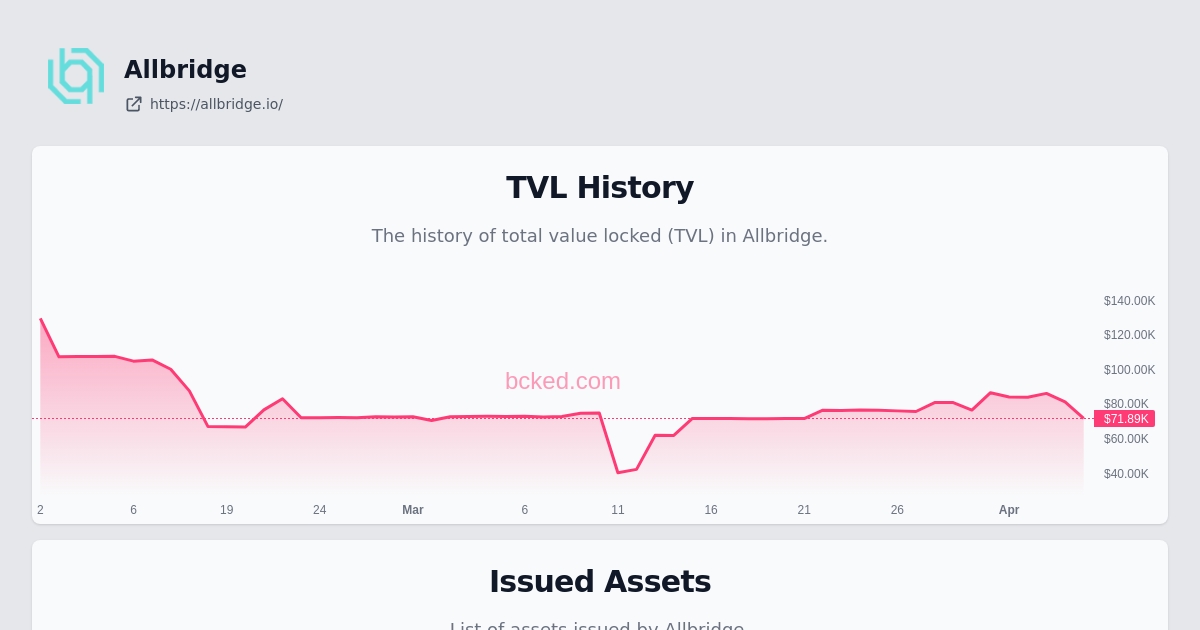 Allbridge
https://allbridge.io/
TVL History
The history of total value locked (TVL) in Allbridge.
$140.00K
$120.00K
$100.00K
bcked.com
$80.00K
$71.89K
$60.00K
$40.00K
2 6 19 24 Mar 6 11 16 21 26 Apr
Issued Assets
List of assets issued by Allbridge.